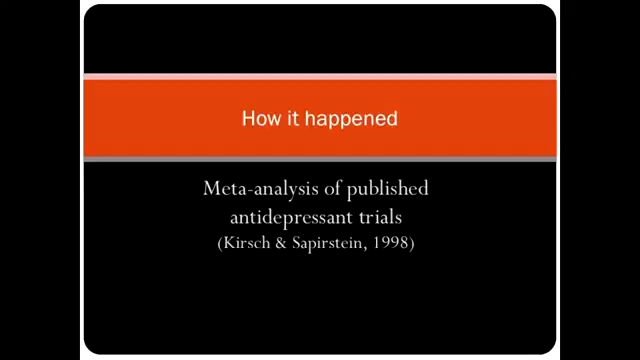 How it happened
Meta-analysis of published
antidepressant trials
(Kirsch & Sapirstein, 1998)